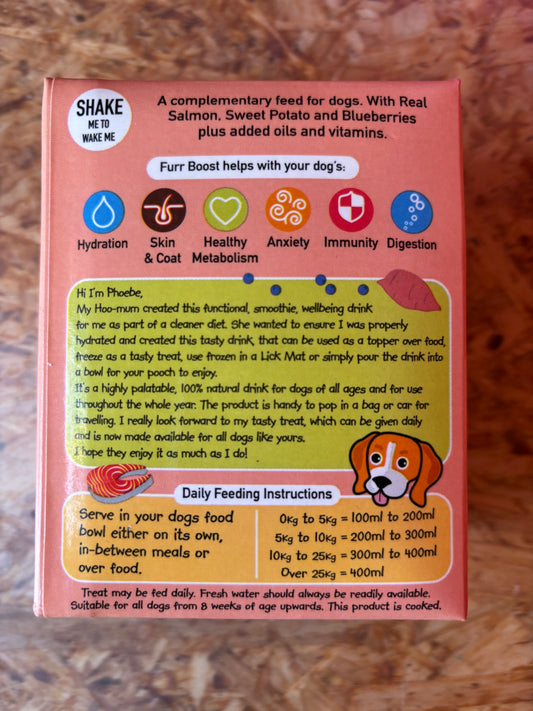 SHAKE
ME TO
WAKE ME
A complementary feed for dogs. With Real
Salmon, Sweet Potato and Blueberries
plus added oils and vitamins.
Furr Boost helps with your dog's:
Hydration
Skin
& Coat
Healthy
Metabolism
Anxiety
Immunity
Digestion
Hi I'm Phoebe,
My Hoo-mum created this functional, smoothie, wellbeing drink
for me as part of a cleaner diet. She wanted to ensure I was properly
hydrated and created this tasty drink, that can be used as a topper over food,
freeze as a tasty treat, use frozen in a Lick Mat or simply pour the drink into
a bowl for your pooch to enjoy.
It's a highly palatable, 100% natural drink for dogs of all ages and for use
throughout the whole year. The product is handy to pop in a bag or car for
travelling. I really look forward to my tasty treat, which can be given daily
and is now made available for all dogs like yours.
I hope they enjoy it as much as I do!
Daily Feeding Instructions
Serve in your dogs food
bowl either on its own,
in-between meals or
over food.
0Kg to 5Kg = 100ml to 200ml
5Kg to 10Kg = 200ml to 300ml
10Kg to 25Kg = 300ml to 400ml
Over 25Kg = 400ml
Treat may be fed daily. Fresh water should always be readily available.
Suitable for all dogs from 8 weeks of age upwards. This product is cooked.